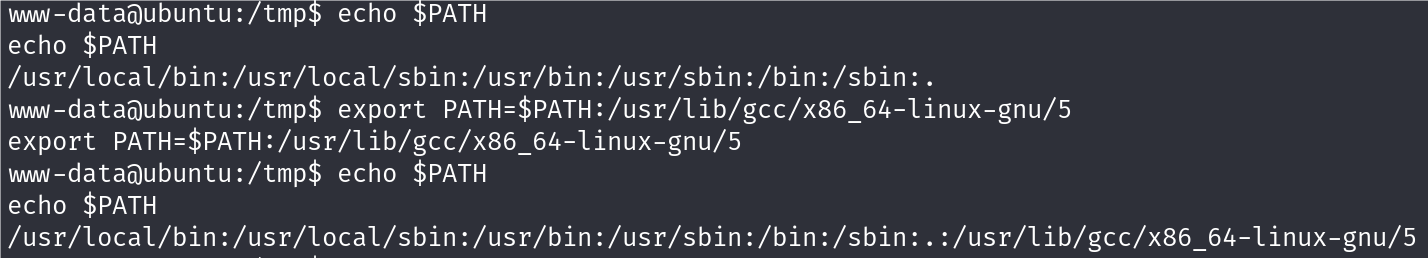 www-data@ubuntu:/tmp$ echo $PATH
echo $PATH
/usr/local/bin:/usr/local/sbin:/usr/bin:/usr/sbin:/bin:/sbin:.
www-data@ubuntu:/tmp$ export PATH=$PATH:/usr/lib/gcc/x86_64-linux-gnu/5
export PATH=$PATH:/usr/lib/gcc/x86_64-linux-gnu/5
www-data@ubuntu:/tmp$ echo $PATH
echo $PATH
/usr/local/bin:/usr/local/sbin:/usr/bin:/usr/sbin:/bin:/sbin:.:/usr/lib/gcc/x86_64-linux-gnu/5